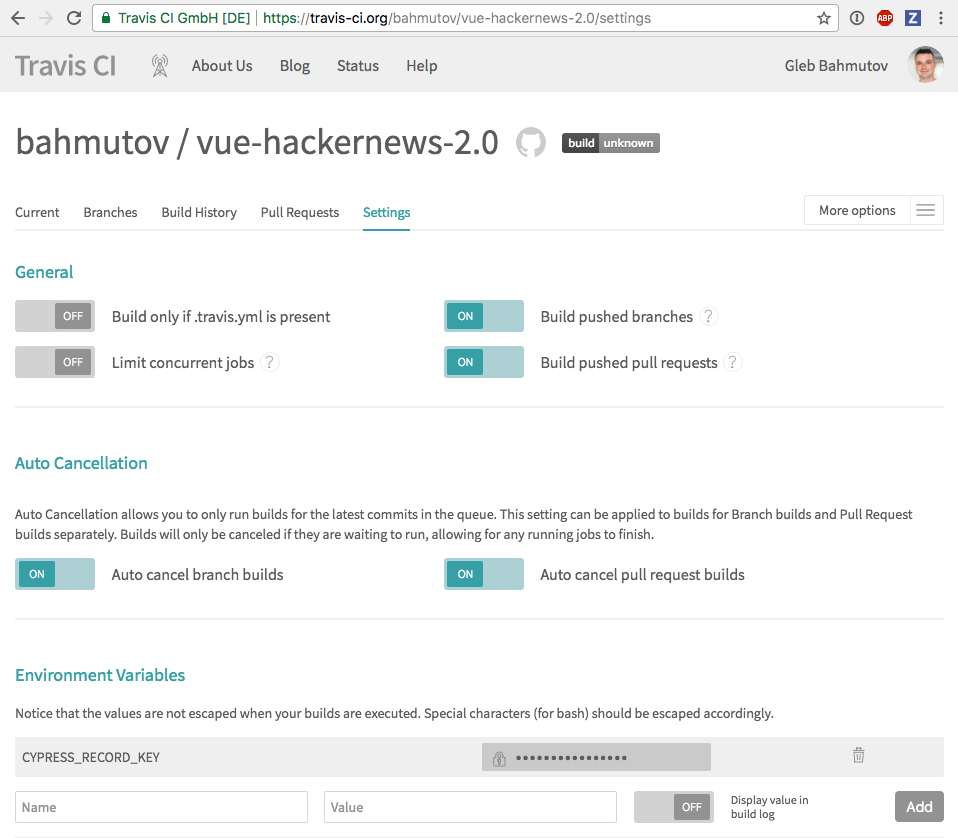 Travis CI GmbH [DE] https://travis-ci.org/bahmutov/vue-hackernews-2.0/settings ABP Z
Travis CI About Us Blog Status Help Gleb Bahmutov
bahmutov / vue-hackernews-2.0 build unknown
Current Branches Build History Pull Requests Settings More options
General
OFF Build only if .travis.yml is present ON Build pushed branches ?
OFF Limit concurrent jobs ? ON Build pushed pull requests ?
Auto Cancellation
Auto Cancellation allows you to only run builds for the latest commits in the queue. This setting can be applied to builds for Branch builds and Pull Request
builds separately. Builds will only be canceled if they are waiting to run, allowing for any running jobs to finish.
ON Auto cancel branch builds ON Auto cancel pull request builds
Environment Variables
Notice that the values are not escaped when your builds are executed. Special characters (for bash) should be escaped accordingly.
CYPRESS_RECORD_KEY ••••••••••••••••
Name Value OFF Display value in
build log Add